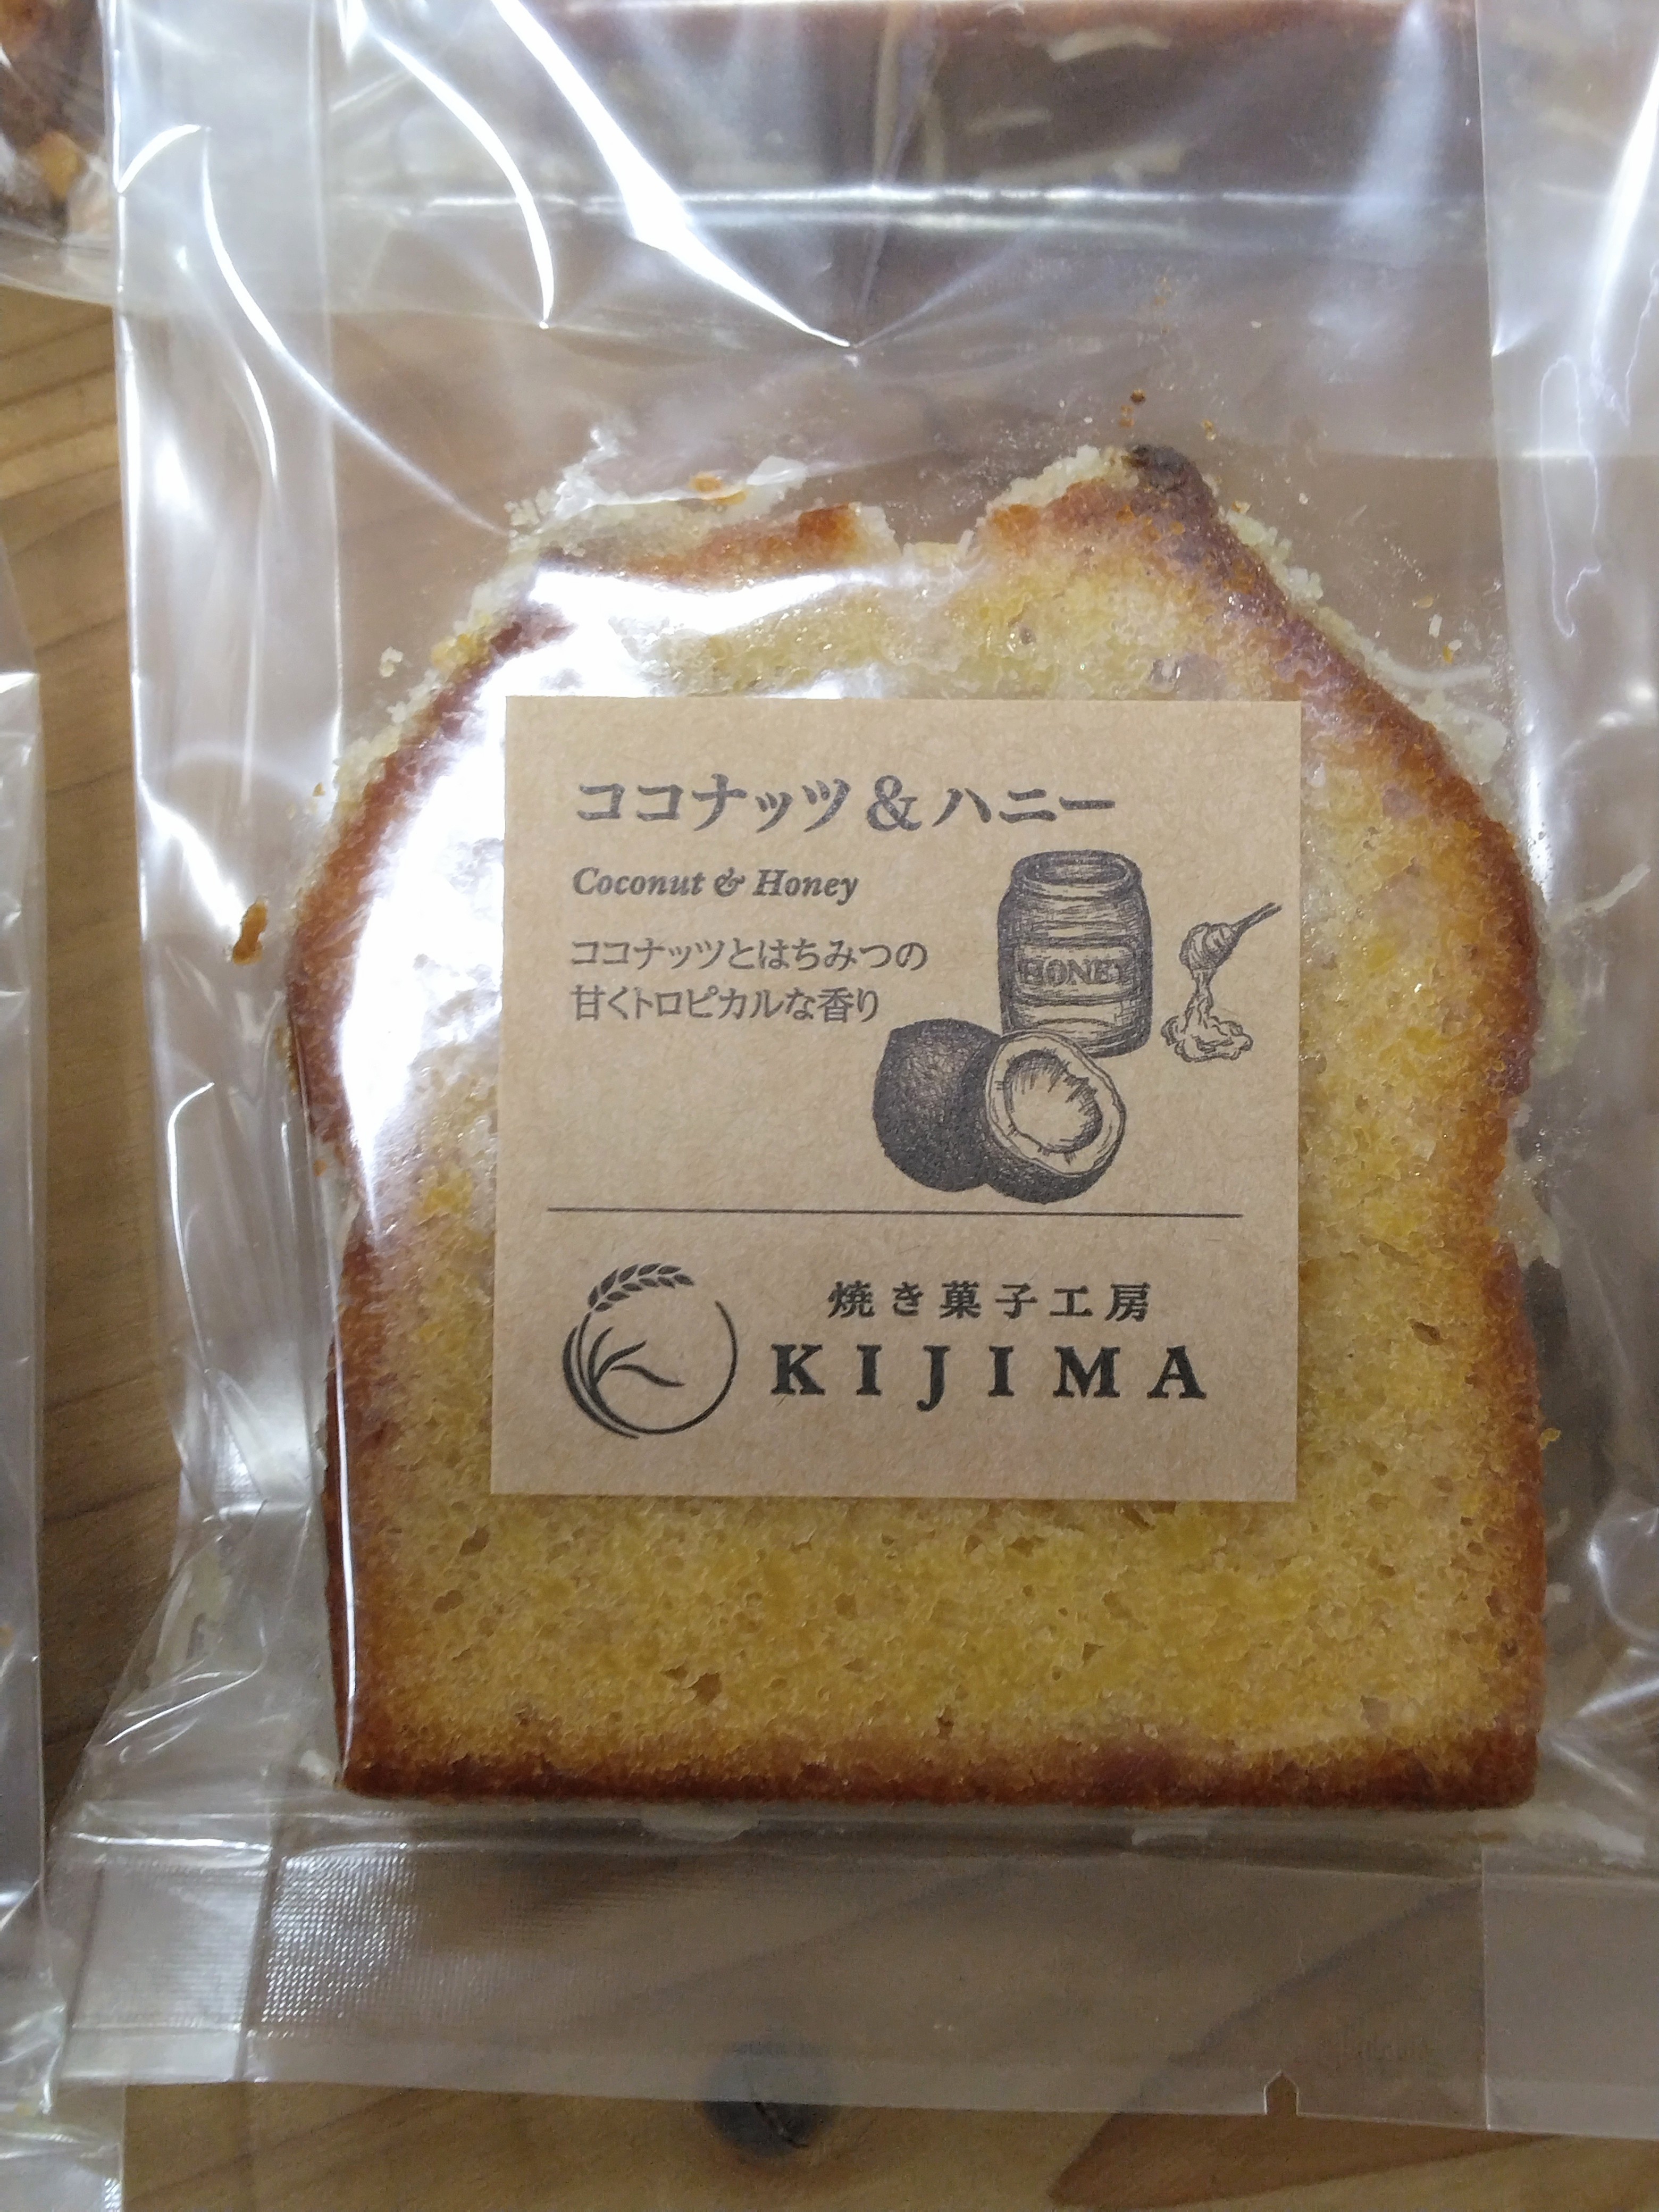 ココナッツ＆ハニー
Coconut & Honey
ココナッツとはちみつの
甘くトロピカルな香り
HONEY
焼き菓子工房
KIJIMA